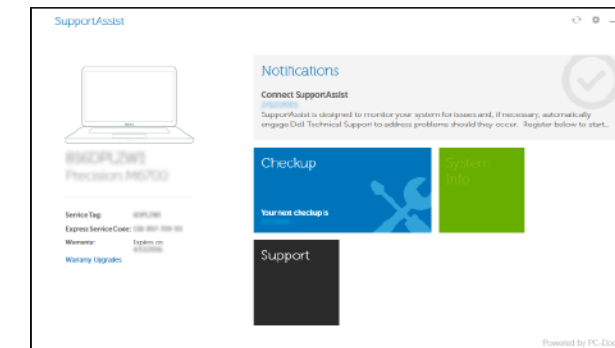 SupportAssist
Notifications
Connect SupportAssist
SupportAssist is designed to monitor your system for issues and, if necessary, automatically
engage Dell Technical Support to address problems should they occur. Register below to start...
Precision M6700
Checkup
System
Info
Your next checkup is
Service Tag:
Express Service Code:
Warranty: Expires on
Warranty Upgrades
Support
Powered by PC-Doc